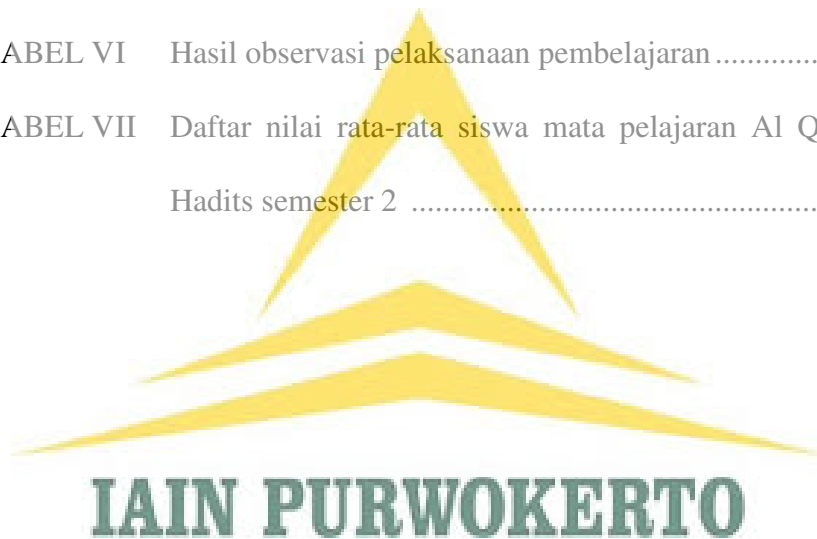 ABEL VI Hasil observasi pelaksanaan pembelajaran .............
ABEL VII Daftar nilai rata-rata siswa mata pelajaran Al Q
Hadits semester 2 ..................................................
IAIN PURWOKERTO